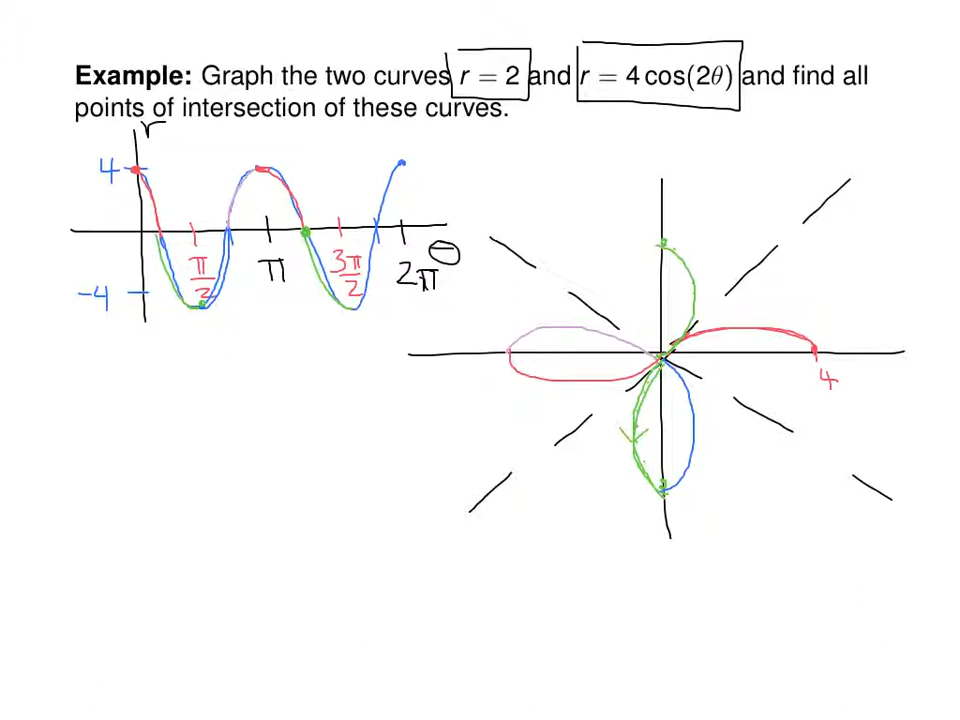 Example: Graph the two curves r = 2 and r = 4 cos(2θ) and find all
points of intersection of these curves.
r
4
-4
π/2
π
3π/2
2π
θ
4